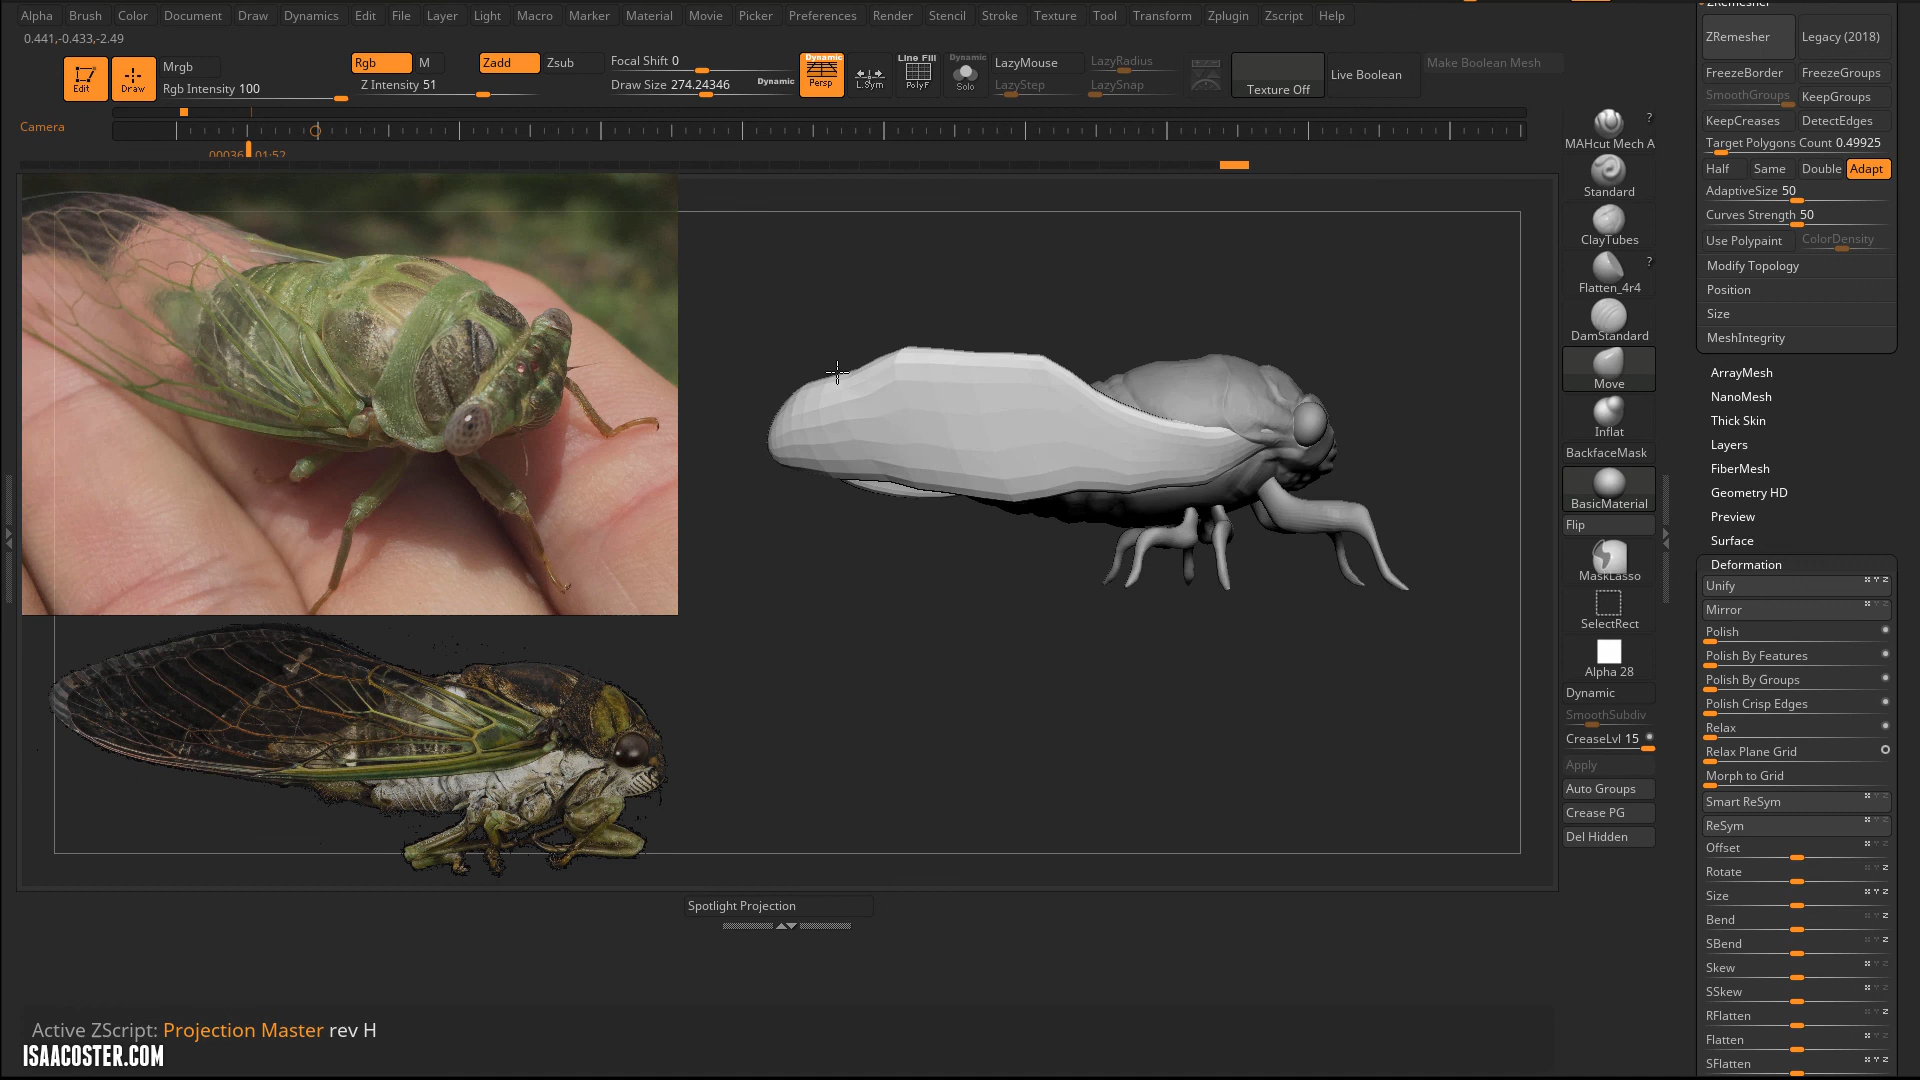 Alpha Brush Color Document Draw Dynamics Edit File Layer Light Macro Marker Material Movie Picker Preferences Render Stencil Stroke Texture Tool Transform Zplugin Zscript Help
0.441,-0.433,-2.49
Edit
Draw
Mrgb
Rgb Intensity 100
Rgb
M
Zadd
Zsub
Z Intensity 51
Focal Shift 0
Draw Size 274.24346
Dynamic
Dynamic
Persp
L.Sym
Line Fill
PolyF
Dynamic
Solo
LazyMouse
LazyStep
LazyRadius
LazySnap
Texture Off
Live Boolean
Make Boolean Mesh
Camera
00036
01:52
MAHcut Mech A
?
Standard
ClayTubes
Flatten_4r4
?
DamStandard
Move
Inflat
BackfaceMask
BasicMaterial
Flip
MaskLasso
SelectRect
Alpha 28
Dynamic
SmoothSubdiv
CreaseLvl 15
Apply
Auto Groups
Crease PG
Del Hidden
ZRemesher
ZRemesher
Legacy (2018)
FreezeBorder
FreezeGroups
SmoothGroups
KeepGroups
KeepCreases
DetectEdges
Target Polygons Count 0.49925
Half
Same
Double
Adapt
AdaptiveSize 50
Curves Strength 50
Use Polypaint
ColorDensity
Modify Topology
Position
Size
MeshIntegrity
ArrayMesh
NanoMesh
Thick Skin
Layers
FiberMesh
Geometry HD
Preview
Surface
Deformation
Unify
Mirror
Polish
Polish By Features
Polish By Groups
Polish Crisp Edges
Relax
Relax Plane Grid
Morph to Grid
Smart ReSym
ReSym
Offset
Rotate
Size
Bend
SBend
Skew
SSkew
RFlatten
Flatten
SFlatten
Spotlight Projection
Active ZScript: Projection Master rev H
ISAACOSTER.COM